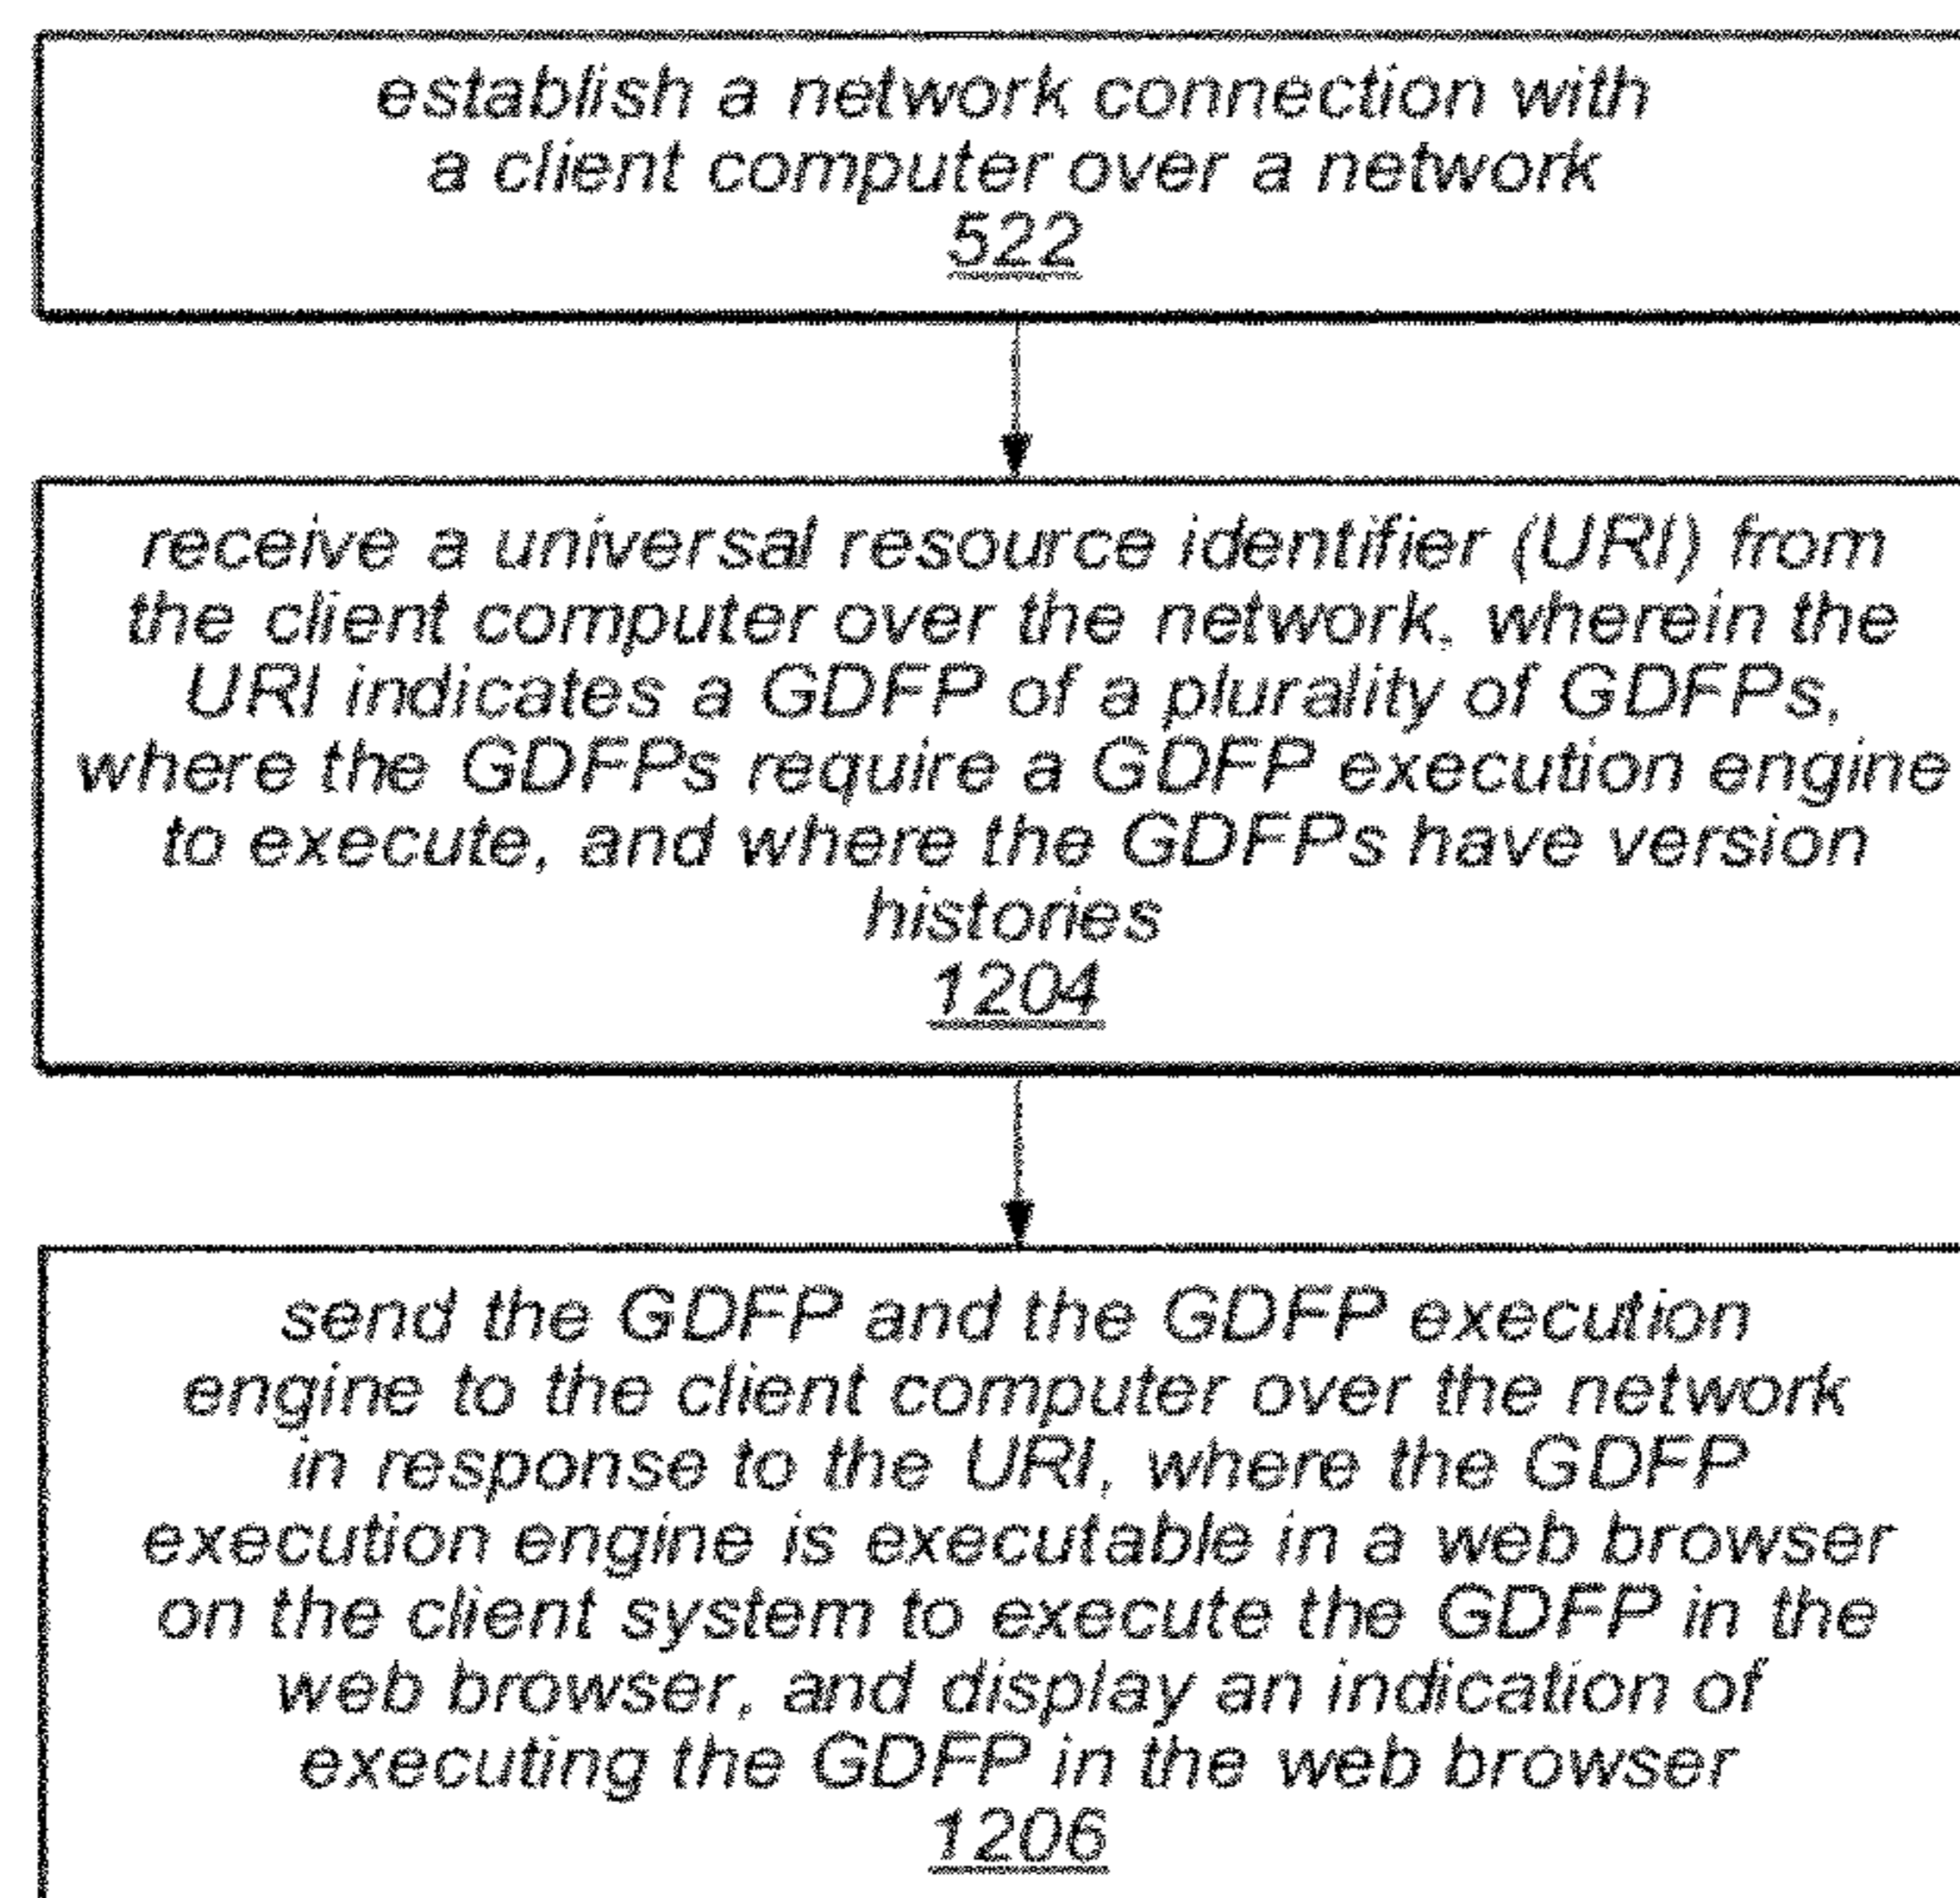 establish a network connection with
a client computer over a network
522
receive a universal resource identifier (URI) from
the client computer over the network, wherein the
URI indicates a GDFP of a plurality of GDFPs,
where the GDFPs require a GDFP execution engine
to execute, and where the GDFPs have version
histories
1204
send the GDFP and the GDFP execution
engine to the client computer over the network
in response to the URI, where the GDFP
execution engine is executable in a web browser
on the client system to execute the GDFP in the
web browser, and display an indication of
executing the GDFP in the web browser
1206